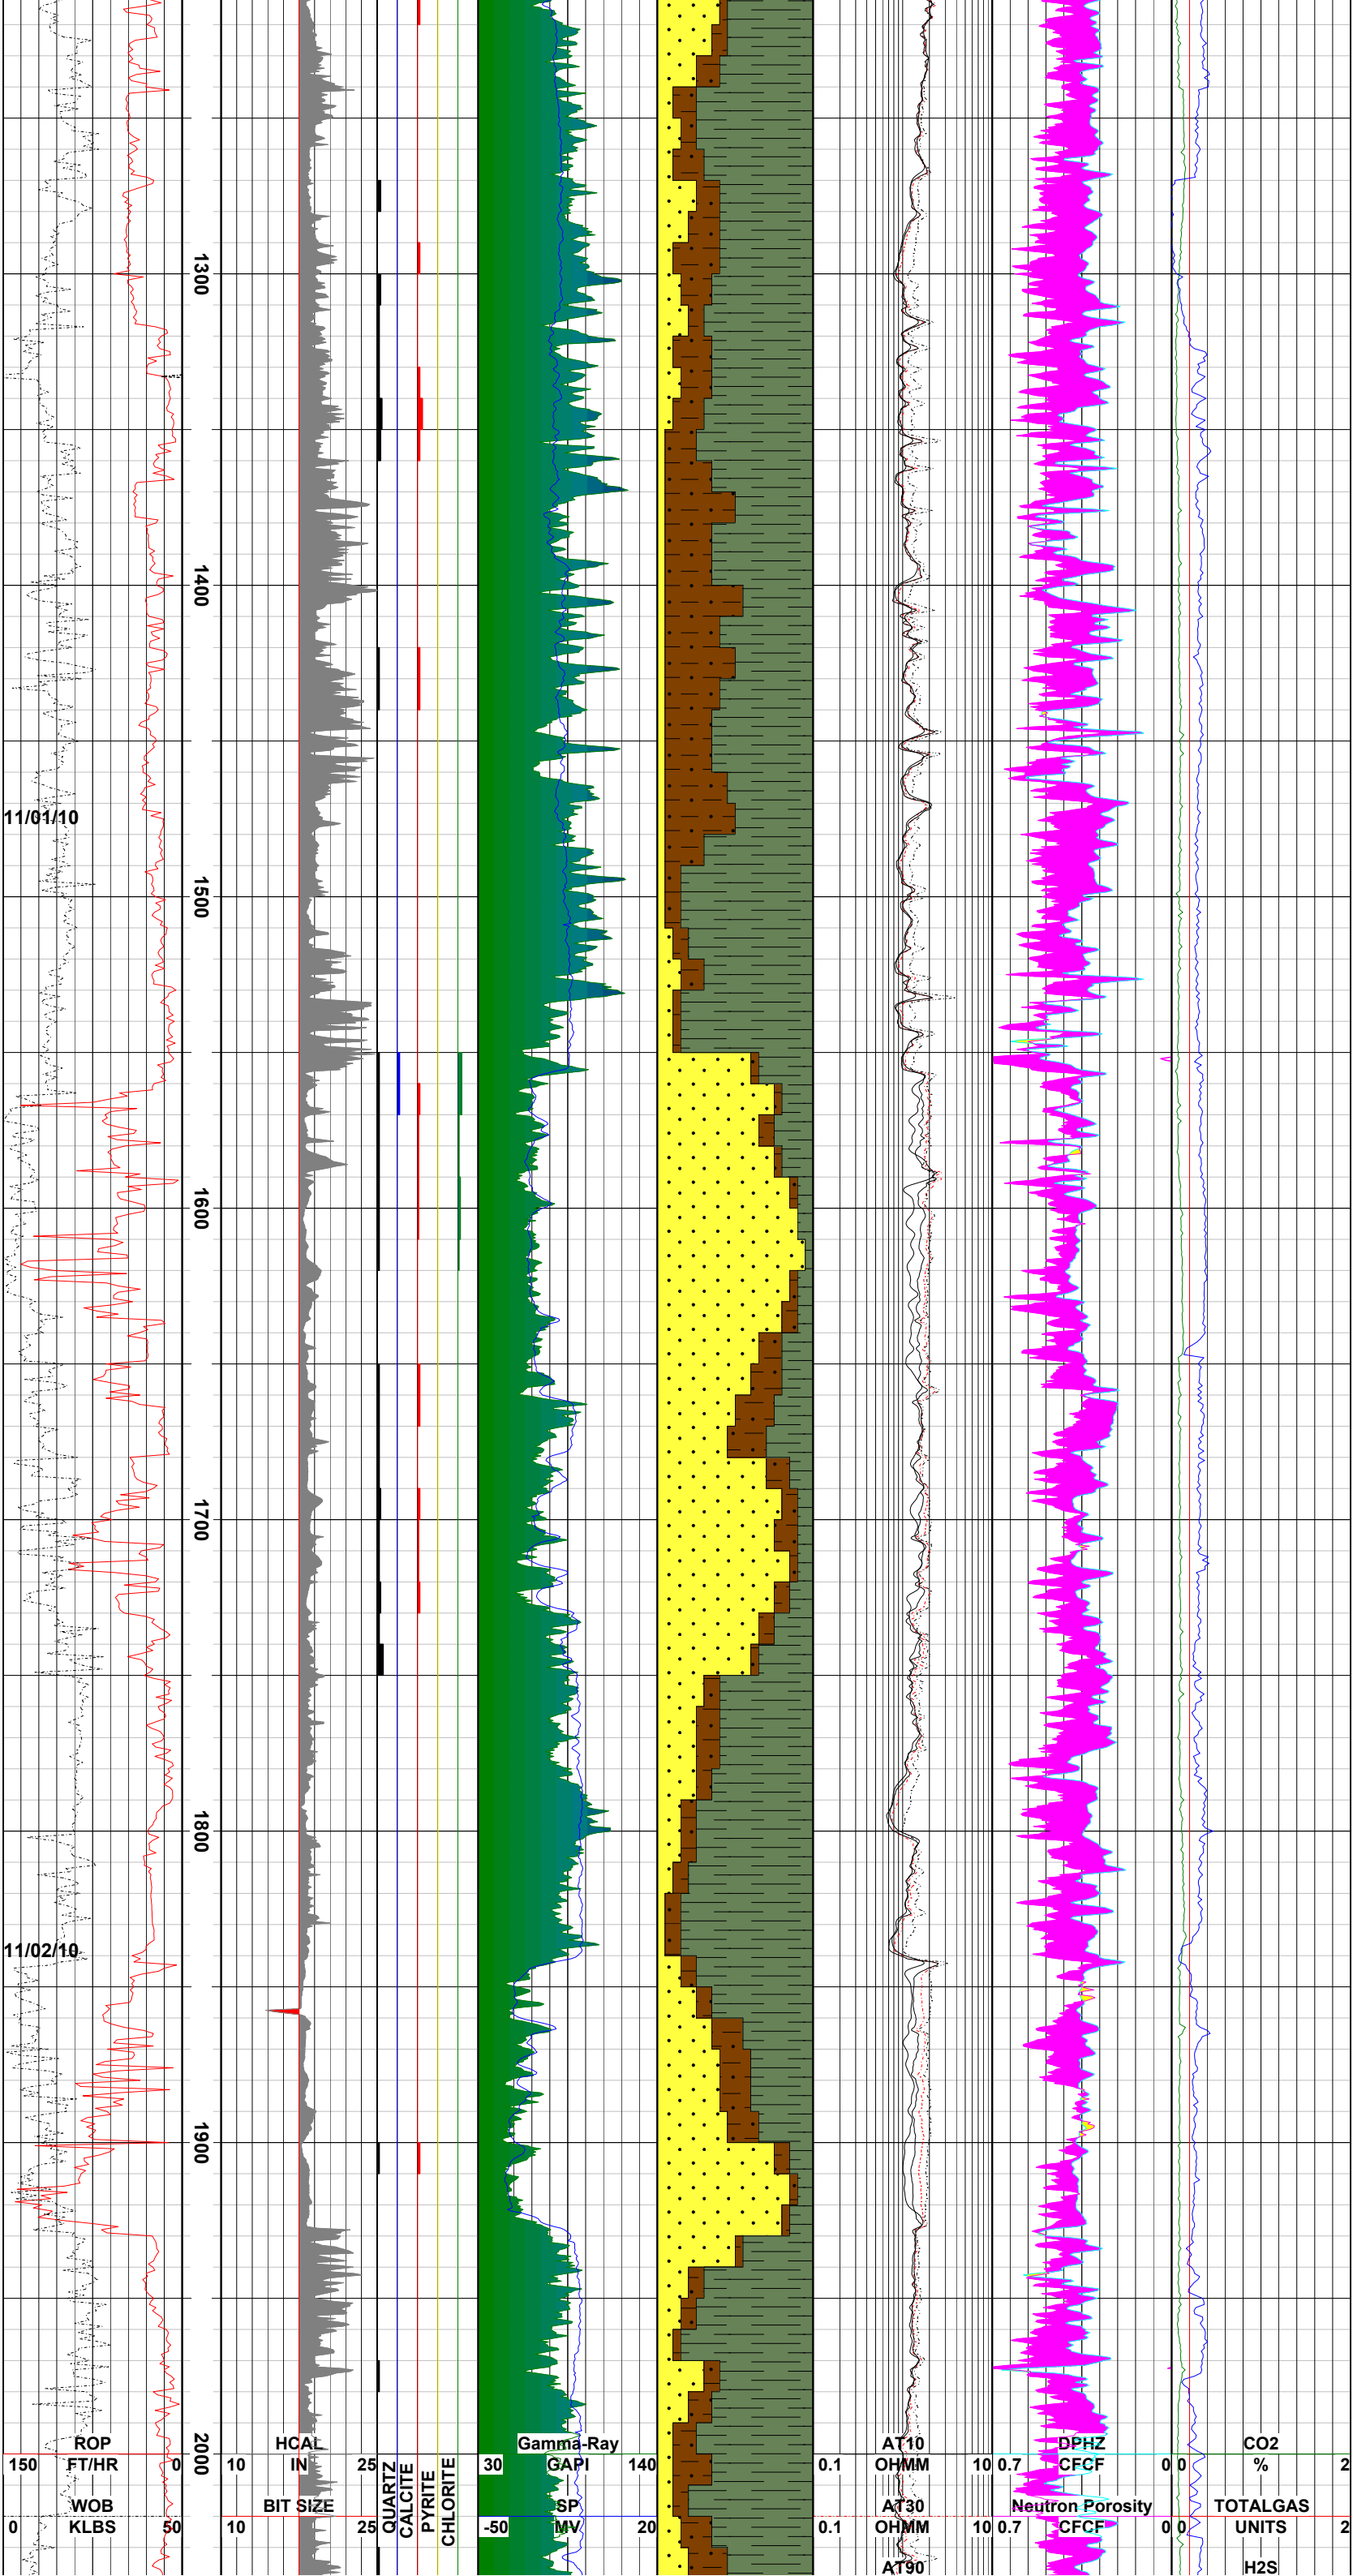 1300
1400
11/01/10
1500
1600
1700
1800
11/02/10
1900
2000
ROP
150 FT/HR 0
WOB
0 KLBS 50
HCAL
10 IN 25
BIT SIZE
10 25
QUARTZ
CALCITE
PYRITE
CHLORITE
Gamma-Ray
30 GAPI 140
SP
-50 MV 20
AT10
0.1 OHMM 10
AT30
0.1 OHMM 10
AT90
DPHZ
0.7 CFCF 0
Neutron Porosity
0.7 CFCF 0
CO2
0 % 2
TOTALGAS
0 UNITS 2
H2S